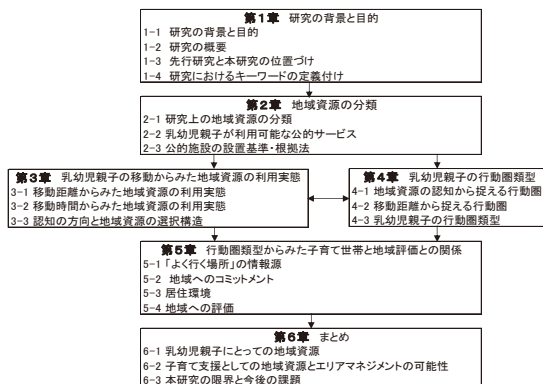 第1章 研究の背景と目的
1-1 研究の背景と目的
1-2 研究の概要
1-3 先行研究と本研究の位置づけ
1-4 研究におけるキーワードの定義付け
第2章 地域資源の分類
2-1 研究上の地域資源の分類
2-2 乳幼児親子が利用可能な公的サービス
2-3 公的施設の設置基準・根拠法
第3章 乳幼児親子の移動からみた地域資源の利用実態
3-1 移動距離からみた地域資源の利用実態
3-2 移動時間からみた地域資源の利用実態
3-3 認知の方向と地域資源の選択構造
第4章 乳幼児親子の行動圏類型
4-1 地域資源の認知から捉える行動圏
4-2 移動距離から捉える行動圏
4-3 乳幼児親子の行動圏類型
第5章 行動圏類型からみた子育て世帯と地域評価との関係
5-1 「よく行く場所」の情報源
5-2 地域へのコミットメント
5-3 居住環境
5-4 地域への評価
第6章 まとめ
6-1 乳幼児親子にとっての地域資源
6-2 子育て支援としての地域資源とエリアマネジメントの可能性
6-3 本研究の限界と今後の課題